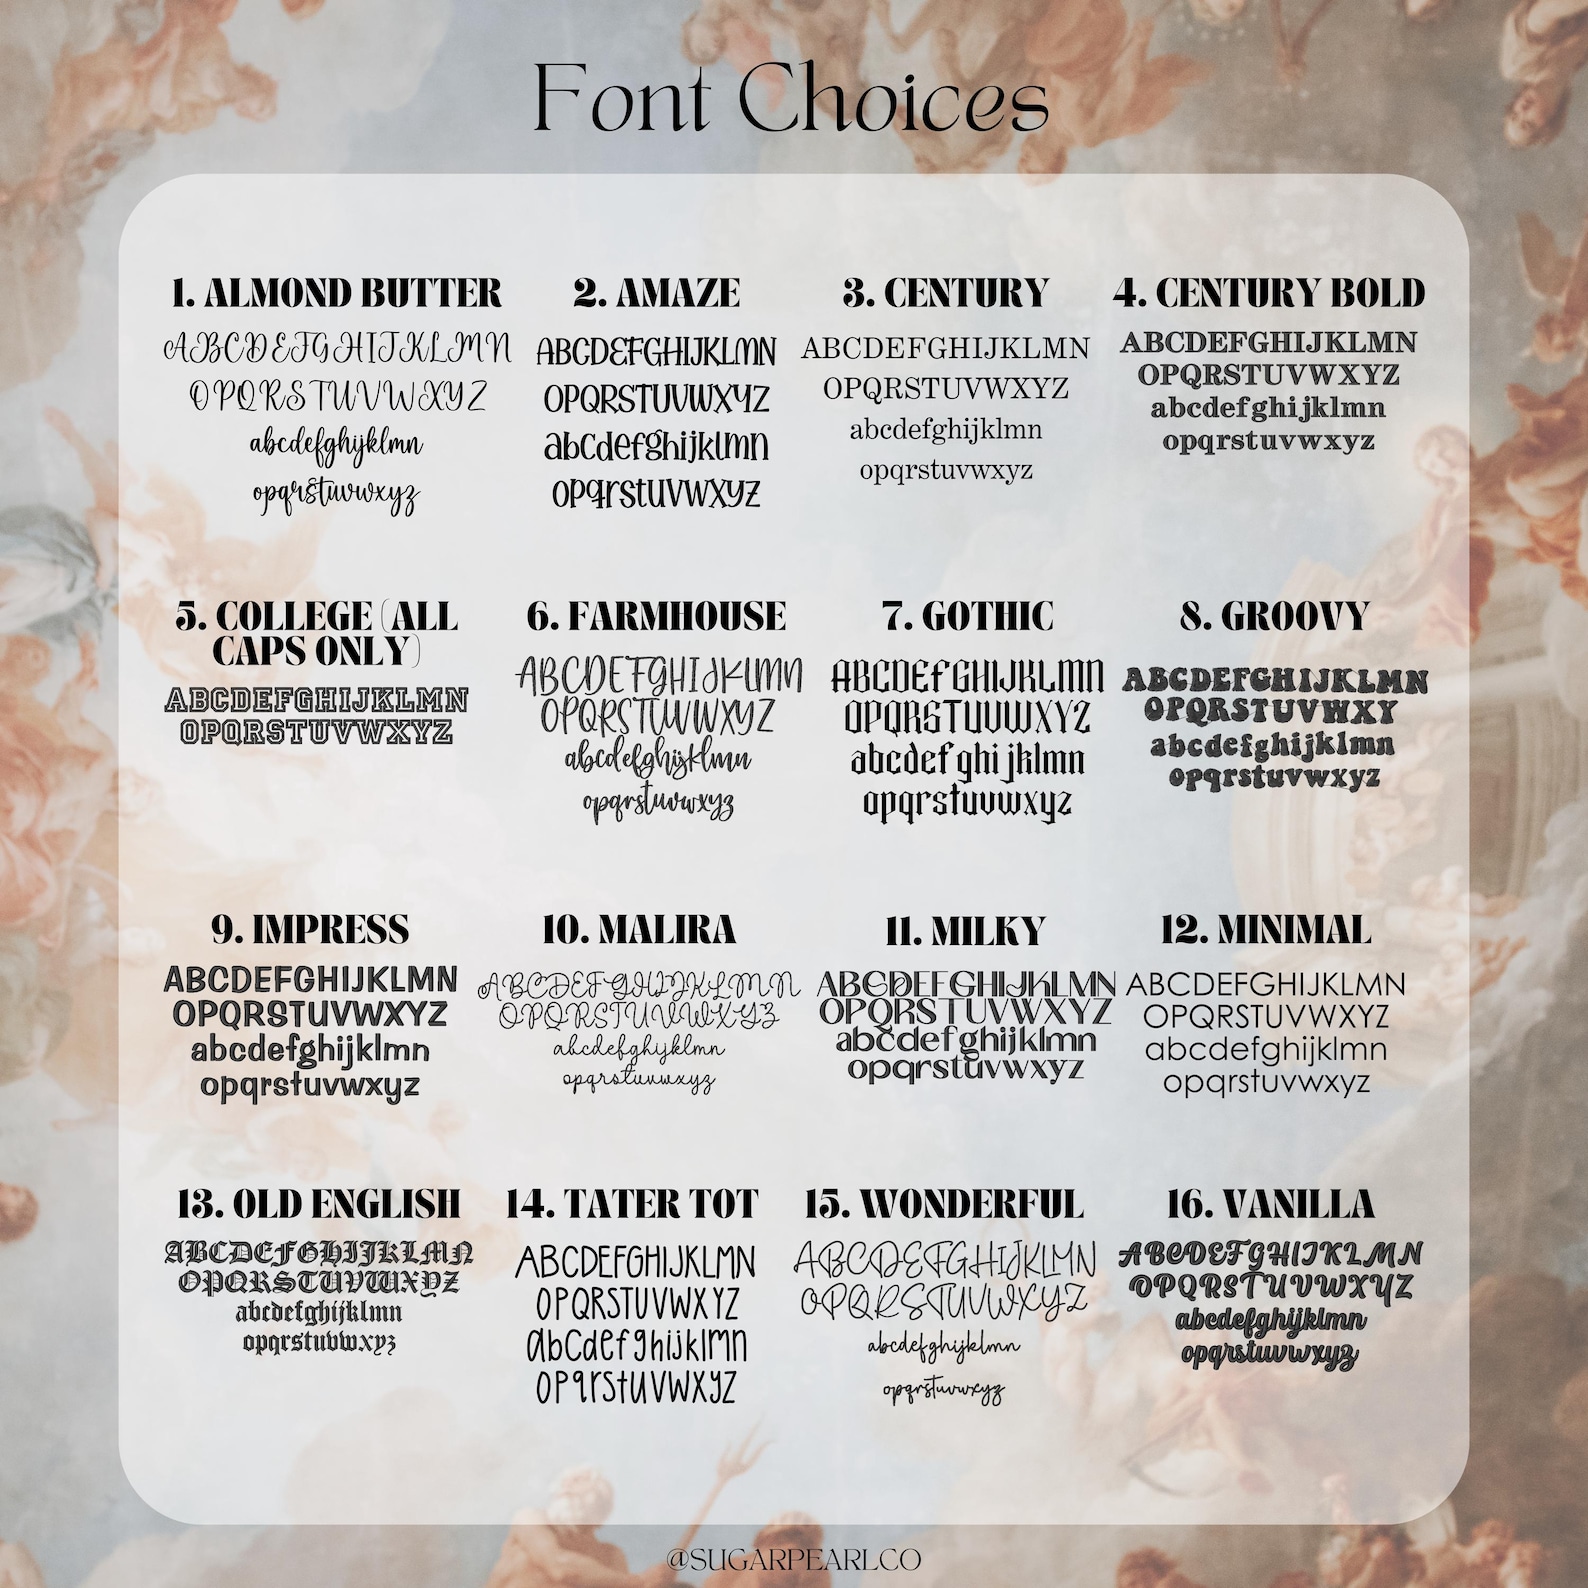 Font Choices
1. ALMOND BUTTER
ABCDEFGHIJKLMN
OPQRSTUVWXYZ
abcdefghijklmn
opqrstuvwxyz
2. AMAZE
ABCDEFGHIJKLMN
OPQRSTUVWXYZ
abcdefghijklmn
opqrstuvwxyz
3. CENTURY
ABCDEFGHIJKLMN
OPQRSTUVWXYZ
abcdefghijklmn
opqrstuvwxyz
4. CENTURY BOLD
ABCDEFGHIJKLMN
OPQRSTUVWXYZ
abcdefghijklmn
opqrstuvwxyz
5. COLLEGE (ALL
CAPS ONLY)
ABCDEFGHIJKLMN
OPQRSTUVWXYZ
6. FARMHOUSE
ABCDEFGHIJKLMN
OPQRSTUVWXYZ
abcdefghijklmn
opqrstuvwxyz
7. GOTHIC
ABCDEFGHIJKLMN
OPQRSTUVWXYZ
abcdefghijklmn
opqrstuvwxyz
8. GROOVY
ABCDEFGHIJKLMN
OPQRSTUVWXY
abcdefghijklmn
opqrstuvwxyz
9. IMPRESS
ABCDEFGHIJKLMN
OPQRSTUVWXYZ
abcdefghijklmn
opqrstuvwxyz
10. MALIRA
ABCDEFGHIJKLMN
OPQRSTUVWXYZ
abcdefghijklmn
opqrstuvwxyz
11. MILKY
ABCDEFGHIJKLMN
OPQRSTUVWXYZ
abcdefghijklmn
opqrstuvwxyz
12. MINIMAL
ABCDEFGHIJKLMN
OPQRSTUVWXYZ
abcdefghijklmn
opqrstuvwxyz
13. OLD ENGLISH
ABCDEFGHIJKLMN
OPQRSTUVWXYZ
abcdefghijklmn
opqrstuvwxyz
14. TATER TOT
ABCDEFGHIJKLMN
OPQRSTUVWXYZ
abcdefghijklmn
opqrstuvwxyz
15. WONDERFUL
ABCDEFGHIJKLMN
OPQRSTUVWXYZ
abcdefghijklmn
opqrstuvwxyz
16. VANILLA
ABCDEFGHIJKLMN
OPQRSTUVWXYZ
abcdefghijklmn
opqrstuvwxyz
@SUGARPEARLCO